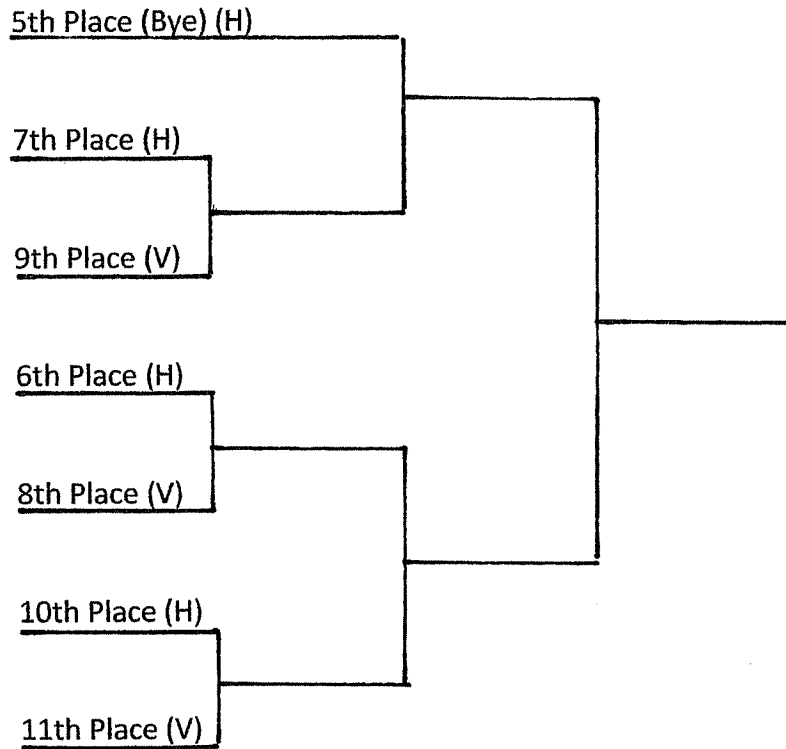 5th Place (Bye) (H)
7th Place (H)
9th Place (V)
6th Place (H)
8th Place (V)
10th Place (H)
11th Place (V)